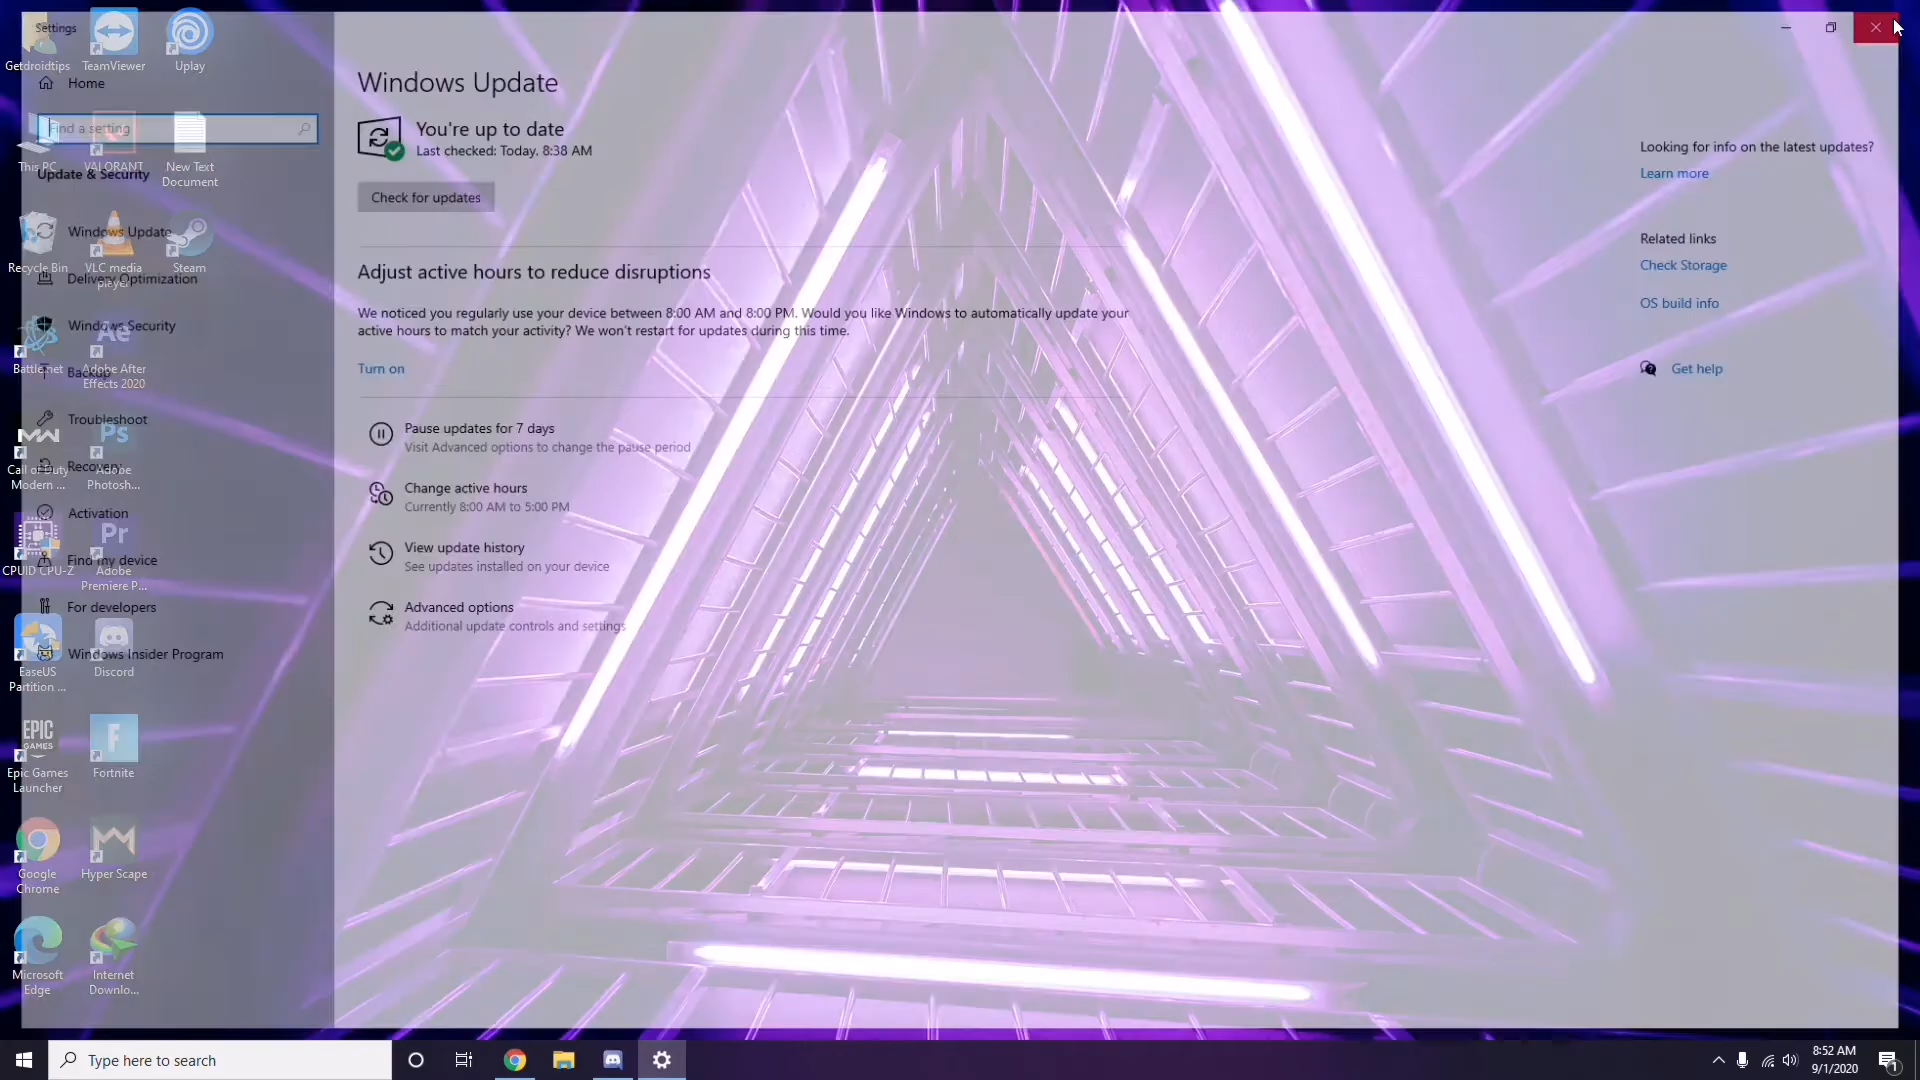 Settings
Home
Find a setting
Update & Security
Windows Update
Delivery Optimization
Windows Security
Backup
Troubleshoot
Recovery
Activation
Find my device
For developers
Windows Insider Program
Windows Update
You're up to date
Last checked: Today, 8:38 AM
Check for updates
Adjust active hours to reduce disruptions
We noticed you regularly use your device between 8:00 AM and 8:00 PM. Would you like Windows to automatically update your
active hours to match your activity? We won't restart for updates during this time.
Turn on
Pause updates for 7 days
Visit Advanced options to change the pause period
Change active hours
Currently 8:00 AM to 5:00 PM
View update history
See updates installed on your device
Advanced options
Additional update controls and settings
Looking for info on the latest updates?
Learn more
Related links
Check Storage
OS build info
Get help
Getdroidtips
TeamViewer
Uplay
This PC
VALORANT
New Text
Document
Recycle Bin
VLC media
player
Steam
Battle.net
Ae
Adobe After
Effects 2020
Call of Duty
Modern ...
Ps
Adobe
Photosh...
CPUID CPU-Z
Pr
Adobe
Premiere P...
EaseUS
Partition ...
Discord
EPIC
GAMES
Epic Games
Launcher
F
Fortnite
Google
Chrome
Hyper Scape
Microsoft
Edge
Internet
Downlo...
Type here to search
8:52 AM
9/1/2020
1